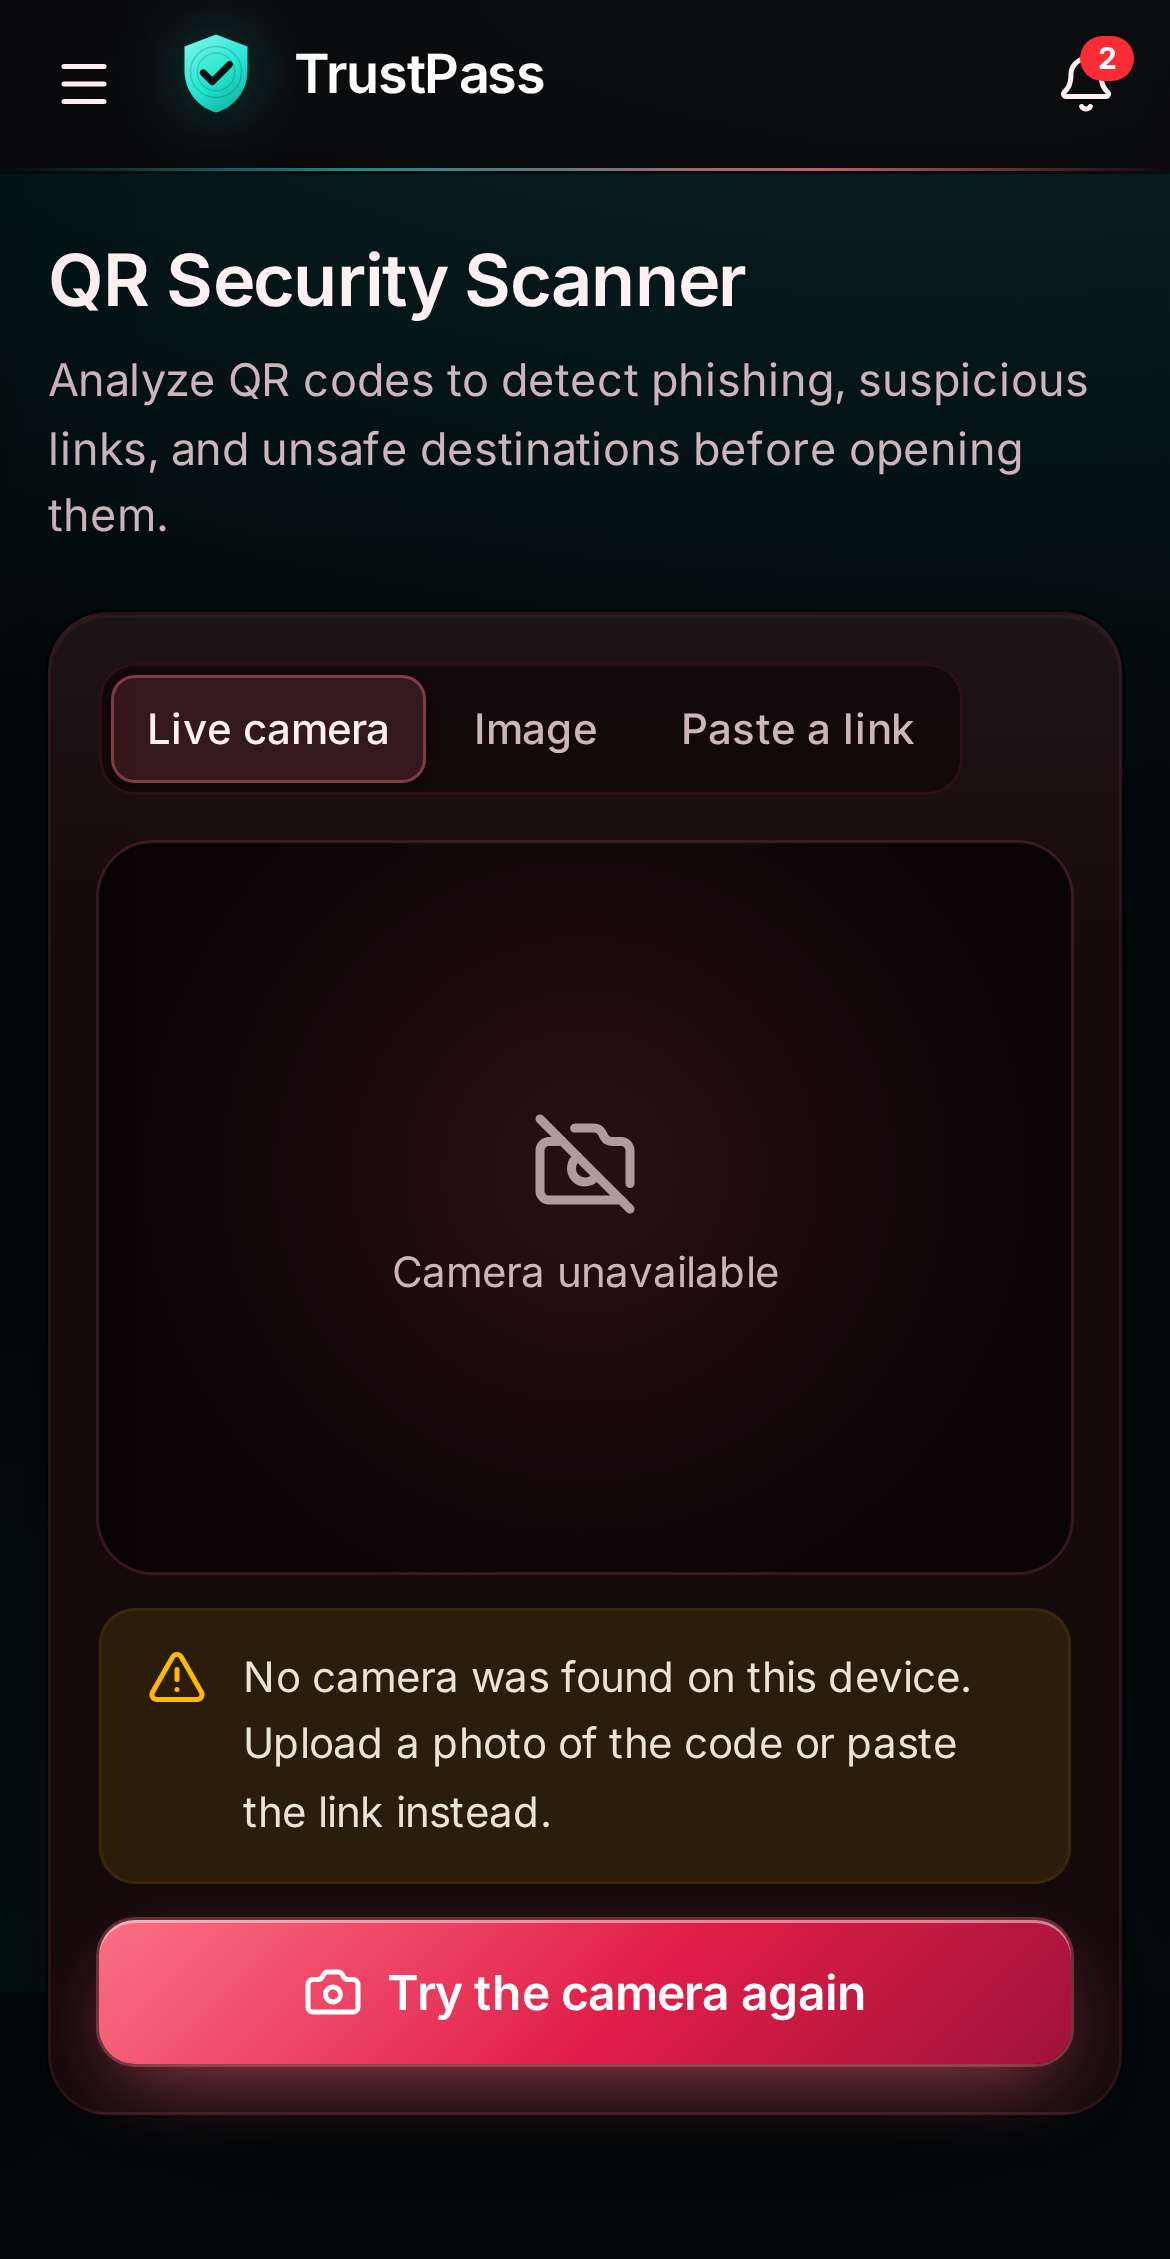 TrustPass
2
QR Security Scanner
Analyze QR codes to detect phishing, suspicious
links, and unsafe destinations before opening
them.
Live camera
Image
Paste a link
Camera unavailable
No camera was found on this device.
Upload a photo of the code or paste
the link instead.
Try the camera again